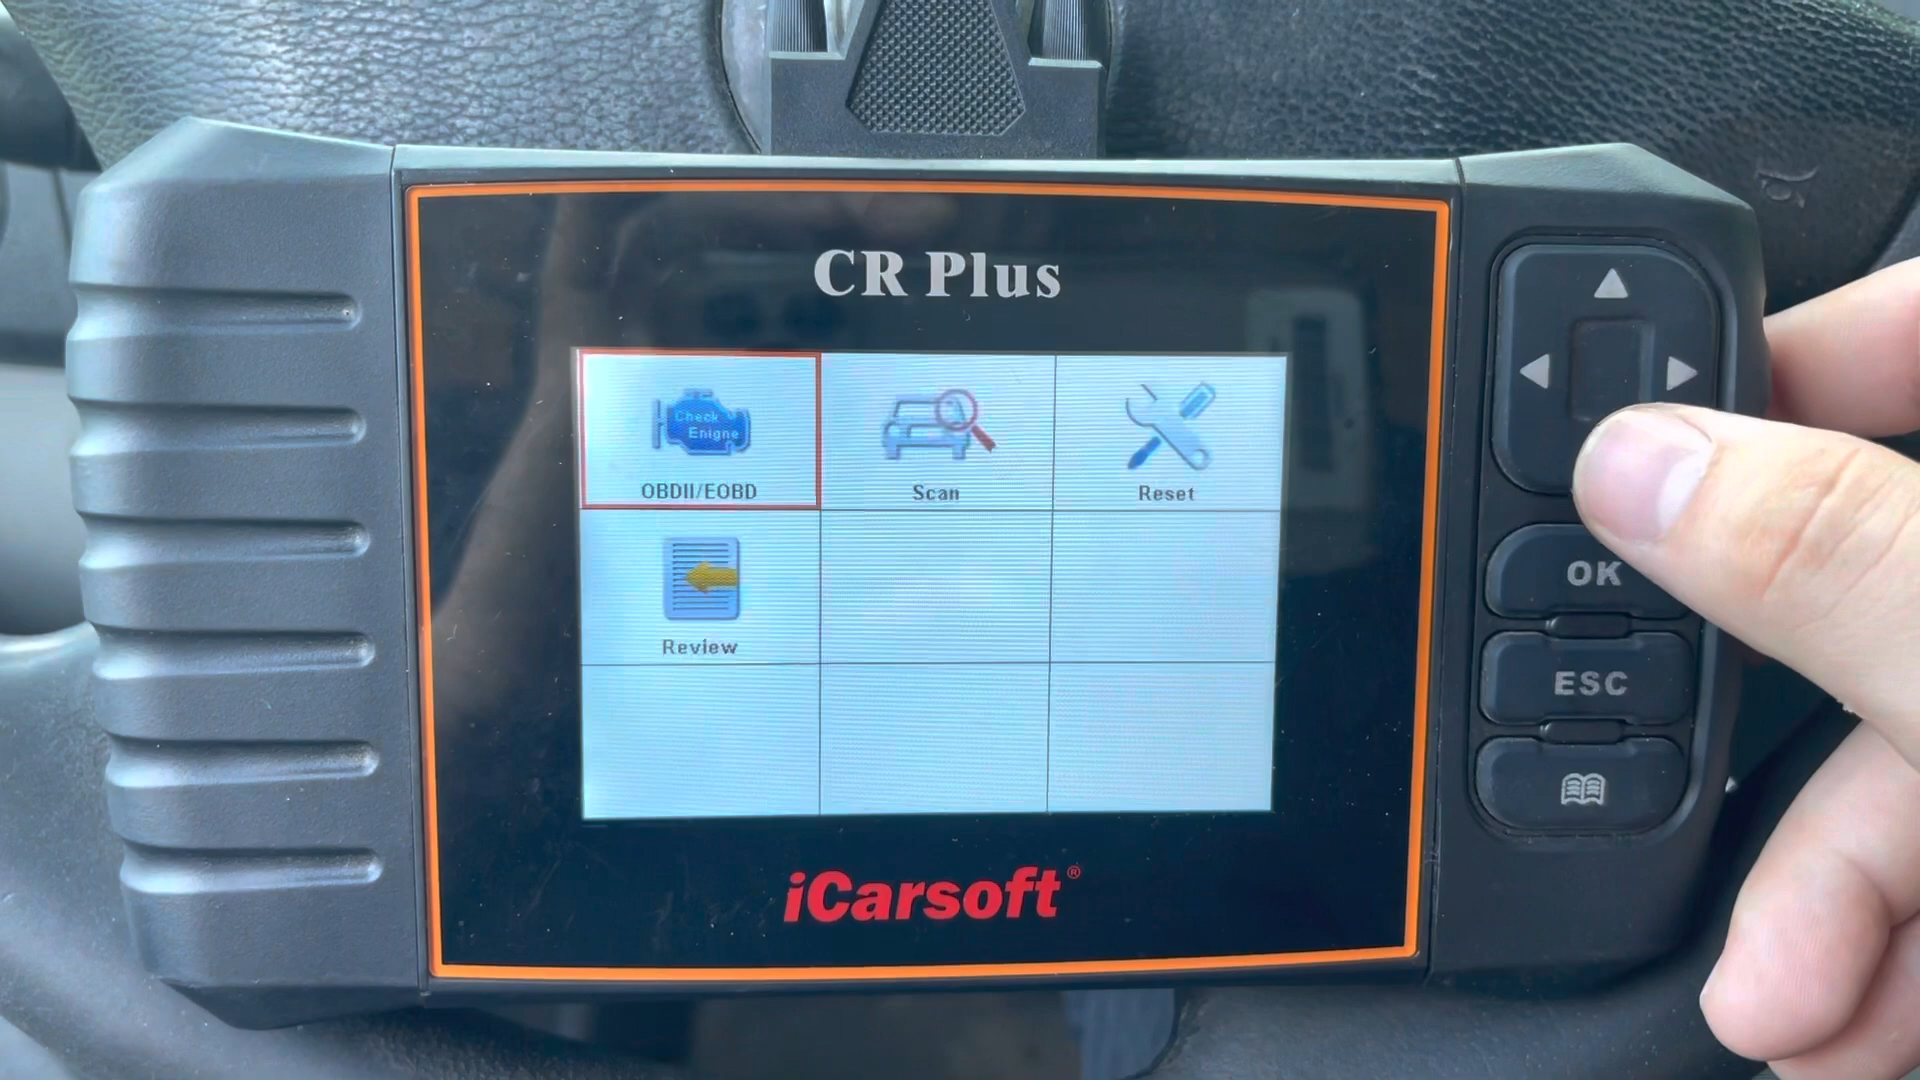 CR Plus
Check
Enigne
OBDII/EOBD
Scan
Reset
Review
OK
ESC
iCarsoft®